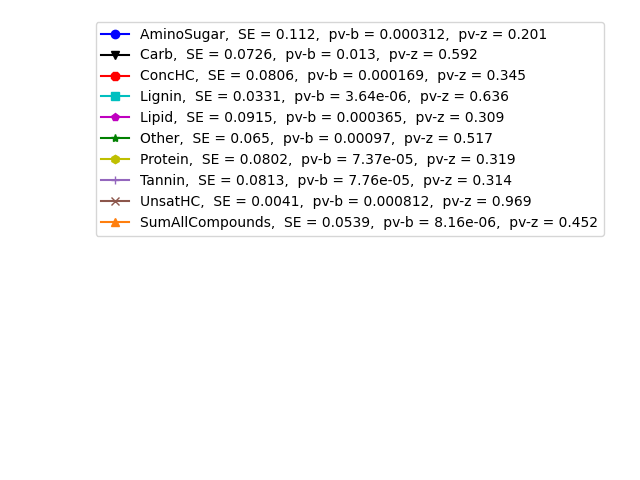 AminoSugar,  SE = 0.112,  pv-b = 0.000312,  pv-z = 0.201
Carb,  SE = 0.0726,  pv-b = 0.013,  pv-z = 0.592
ConcHC,  SE = 0.0806,  pv-b = 0.000169,  pv-z = 0.345
Lignin,  SE = 0.0331,  pv-b = 3.64e-06,  pv-z = 0.636
Lipid,  SE = 0.0915,  pv-b = 0.000365,  pv-z = 0.309
Other,  SE = 0.065,  pv-b = 0.00097,  pv-z = 0.517
Protein,  SE = 0.0802,  pv-b = 7.37e-05,  pv-z = 0.319
Tannin,  SE = 0.0813,  pv-b = 7.76e-05,  pv-z = 0.314
UnsatHC,  SE = 0.0041,  pv-b = 0.000812,  pv-z = 0.969
SumAllCompounds,  SE = 0.0539,  pv-b = 8.16e-06,  pv-z = 0.452